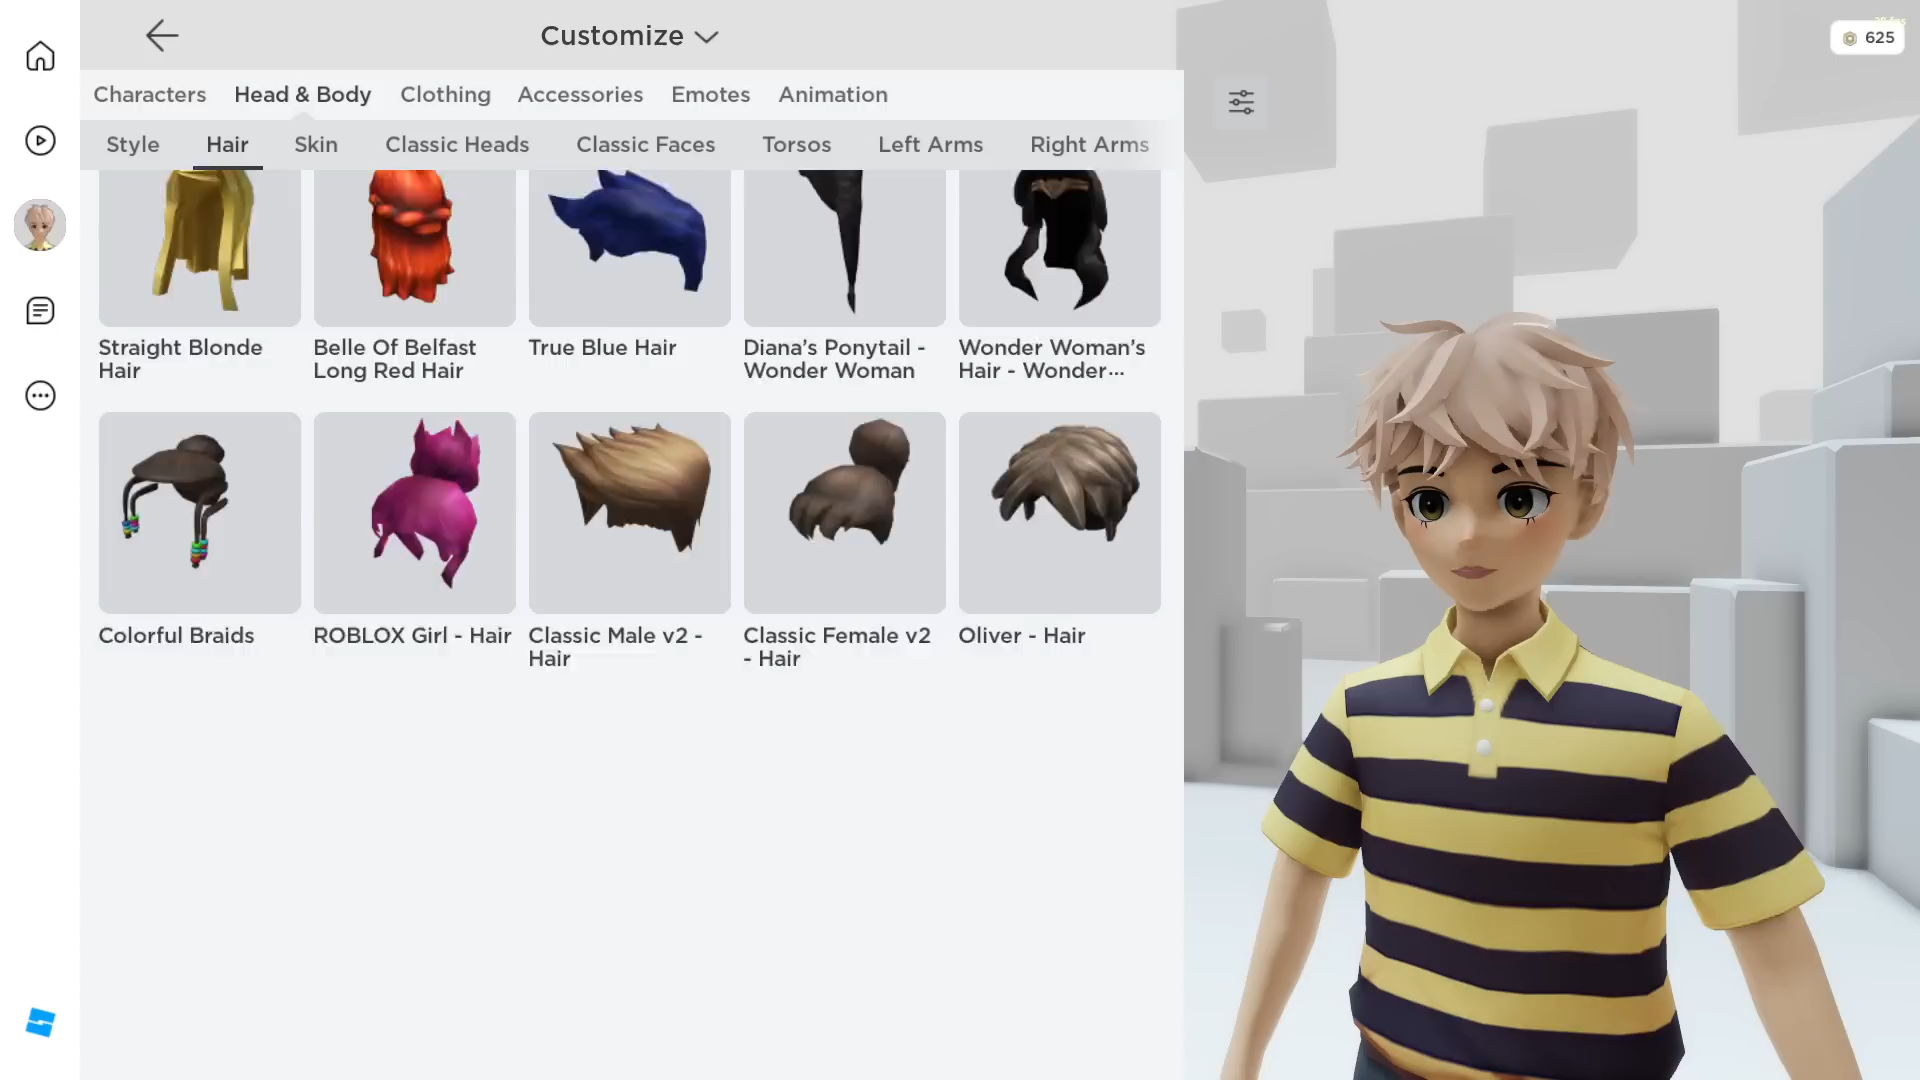 Customize
625
Characters Head & Body Clothing Accessories Emotes Animation
Style Hair Skin Classic Heads Classic Faces Torsos Left Arms Right Arms
Straight Blonde
Hair
Belle Of Belfast
Long Red Hair
True Blue Hair
Diana’s Ponytail -
Wonder Woman
Wonder Woman’s
Hair - Wonder...
Colorful Braids
ROBLOX Girl - Hair
Classic Male v2 -
Hair
Classic Female v2
- Hair
Oliver - Hair